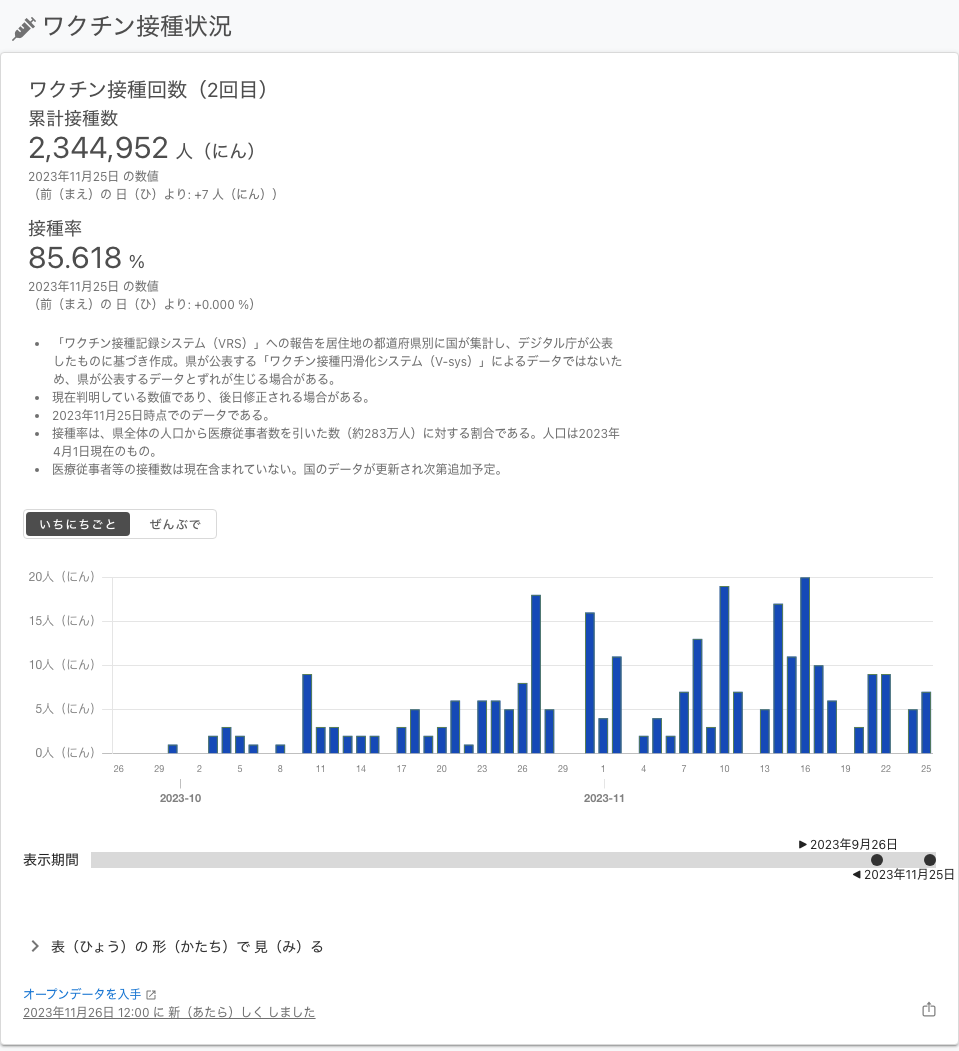 ワクチン接種状況
ワクチン接種回数（2回目）
累計接種数
2,344,952 人（にん）
2023年11月25日 の数値
（前（まえ）の 日（ひ）より: +7 人（にん））
接種率
85.618 %
2023年11月25日 の数値
（前（まえ）の 日（ひ）より: +0.000 %）
• 「ワクチン接種記録システム（VRS）」への報告を居住地の都道府県別に国が集計し、デジタル庁が公表
したものに基づき作成。県が公表する「ワクチン接種円滑化システム（V-sys）」によるデータではないた
め、県が公表するデータとずれが生じる場合がある。
• 現在判明している数値であり、後日修正される場合がある。
• 2023年11月25日時点でのデータである。
• 接種率は、県全体の人口から医療従事者数を引いた数（約283万人）に対する割合である。人口は2023年
4月1日現在のもの。
• 医療従事者等の接種数は現在含まれていない。国のデータが更新され次第追加予定。
いちにちごと ぜんぶで
20人（にん）
15人（にん）
10人（にん）
5人（にん）
0人（にん）
26 29 2 5 8 11 14 17 20 23 26 29 1 4 7 10 13 16 19 22 25
2023-10 2023-11
▶ 2023年9月26日
表示期間
◀ 2023年11月25日
表（ひょう）の 形（かたち）で 見（み）る
オープンデータを入手
2023年11月26日 12:00 に 新（あたら）しく しました